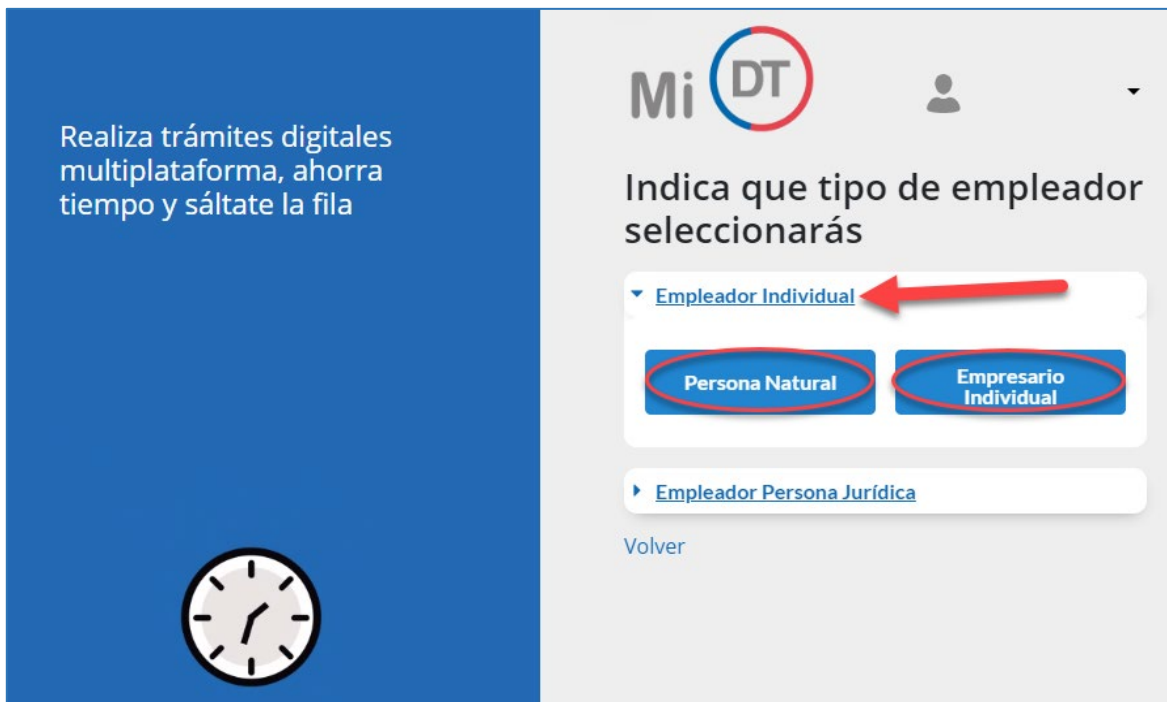 Realiza trámites digitales
multiplataforma, ahorra
tiempo y sáltate la fila
Mi DT
Indica que tipo de empleador
seleccionarás
Empleador Individual
Persona Natural
Empresario
Individual
Empleador Persona Jurídica
Volver